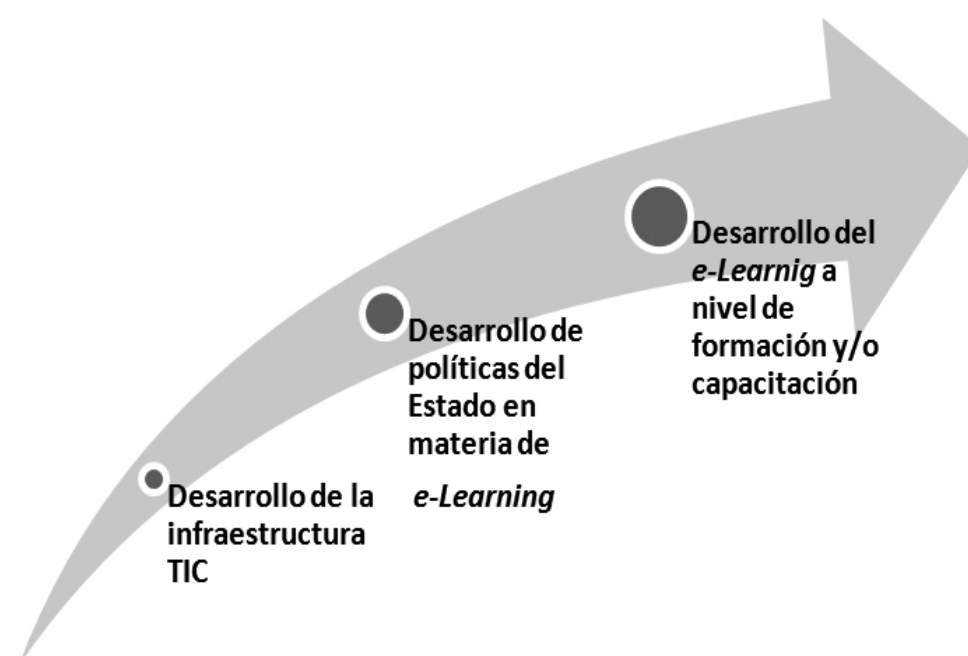 Desarrollo de la
infraestructura
TIC
Desarrollo de
políticas del
Estado en
materia de
e-Learning
Desarrollo del
e-Learnig a
nivel de
formación y/o
capacitación